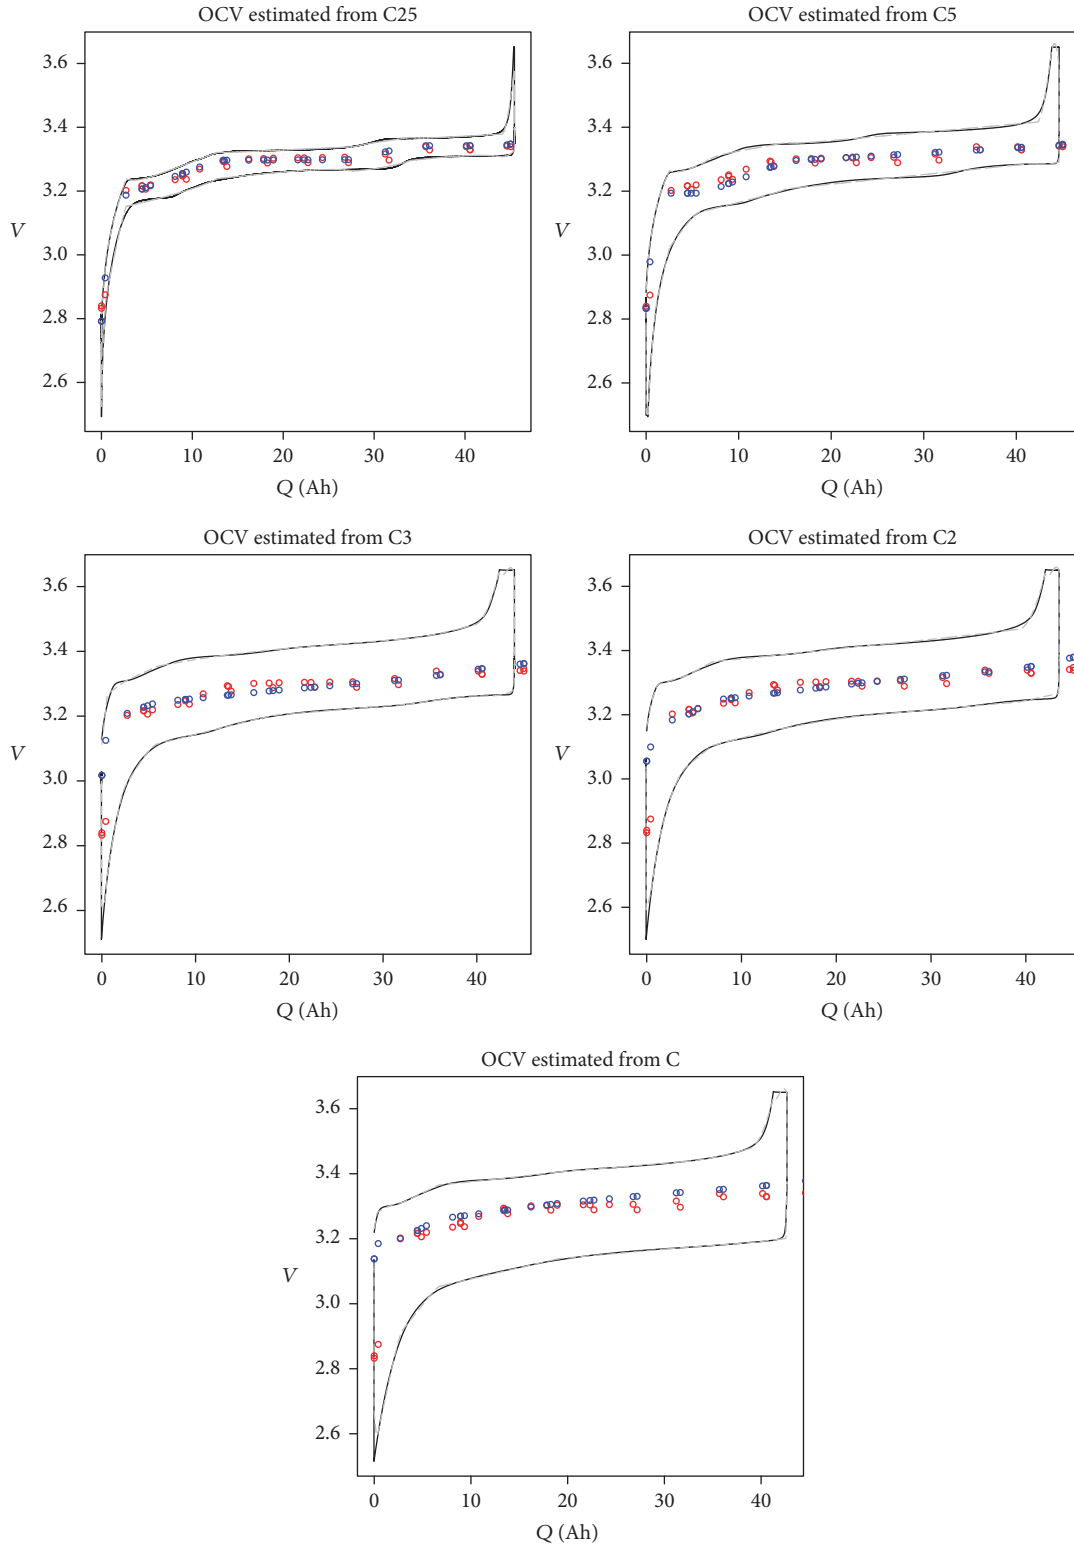 OCV estimated from C25
3.6
3.4
3.2
V
3.0
2.8
2.6
0 10 20 30 40
Q (Ah)
OCV estimated from C5
3.6
3.4
3.2
V
3.0
2.8
2.6
0 10 20 30 40
Q (Ah)
OCV estimated from C3
3.6
3.4
3.2
V
3.0
2.8
2.6
0 10 20 30 40
Q (Ah)
OCV estimated from C2
3.6
3.4
3.2
V
3.0
2.8
2.6
0 10 20 30 40
Q (Ah)
OCV estimated from C
3.6
3.4
3.2
V
3.0
2.8
2.6
0 10 20 30 40
Q (Ah)